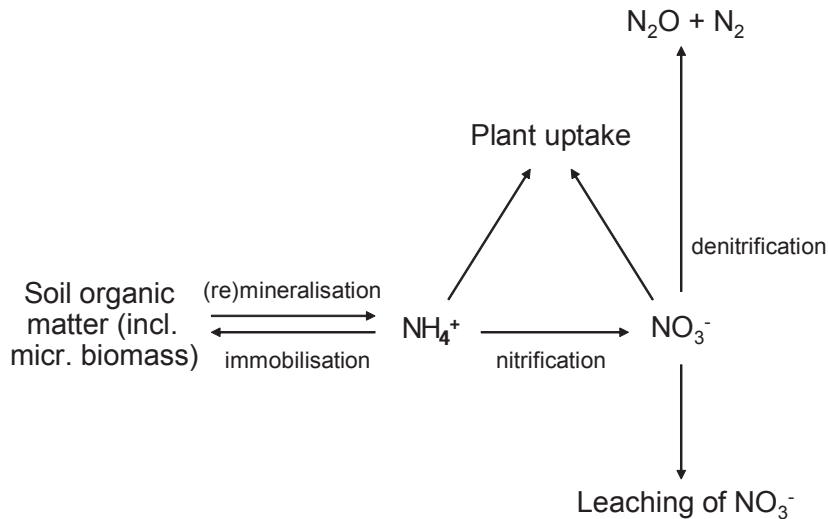 N₂O + N₂
Plant uptake
denitrification
Soil organic
matter (incl.
micr. biomass)
(re)mineralisation
immobilisation
NH₄⁺
nitrification
NO₃⁻
Leaching of NO₃⁻